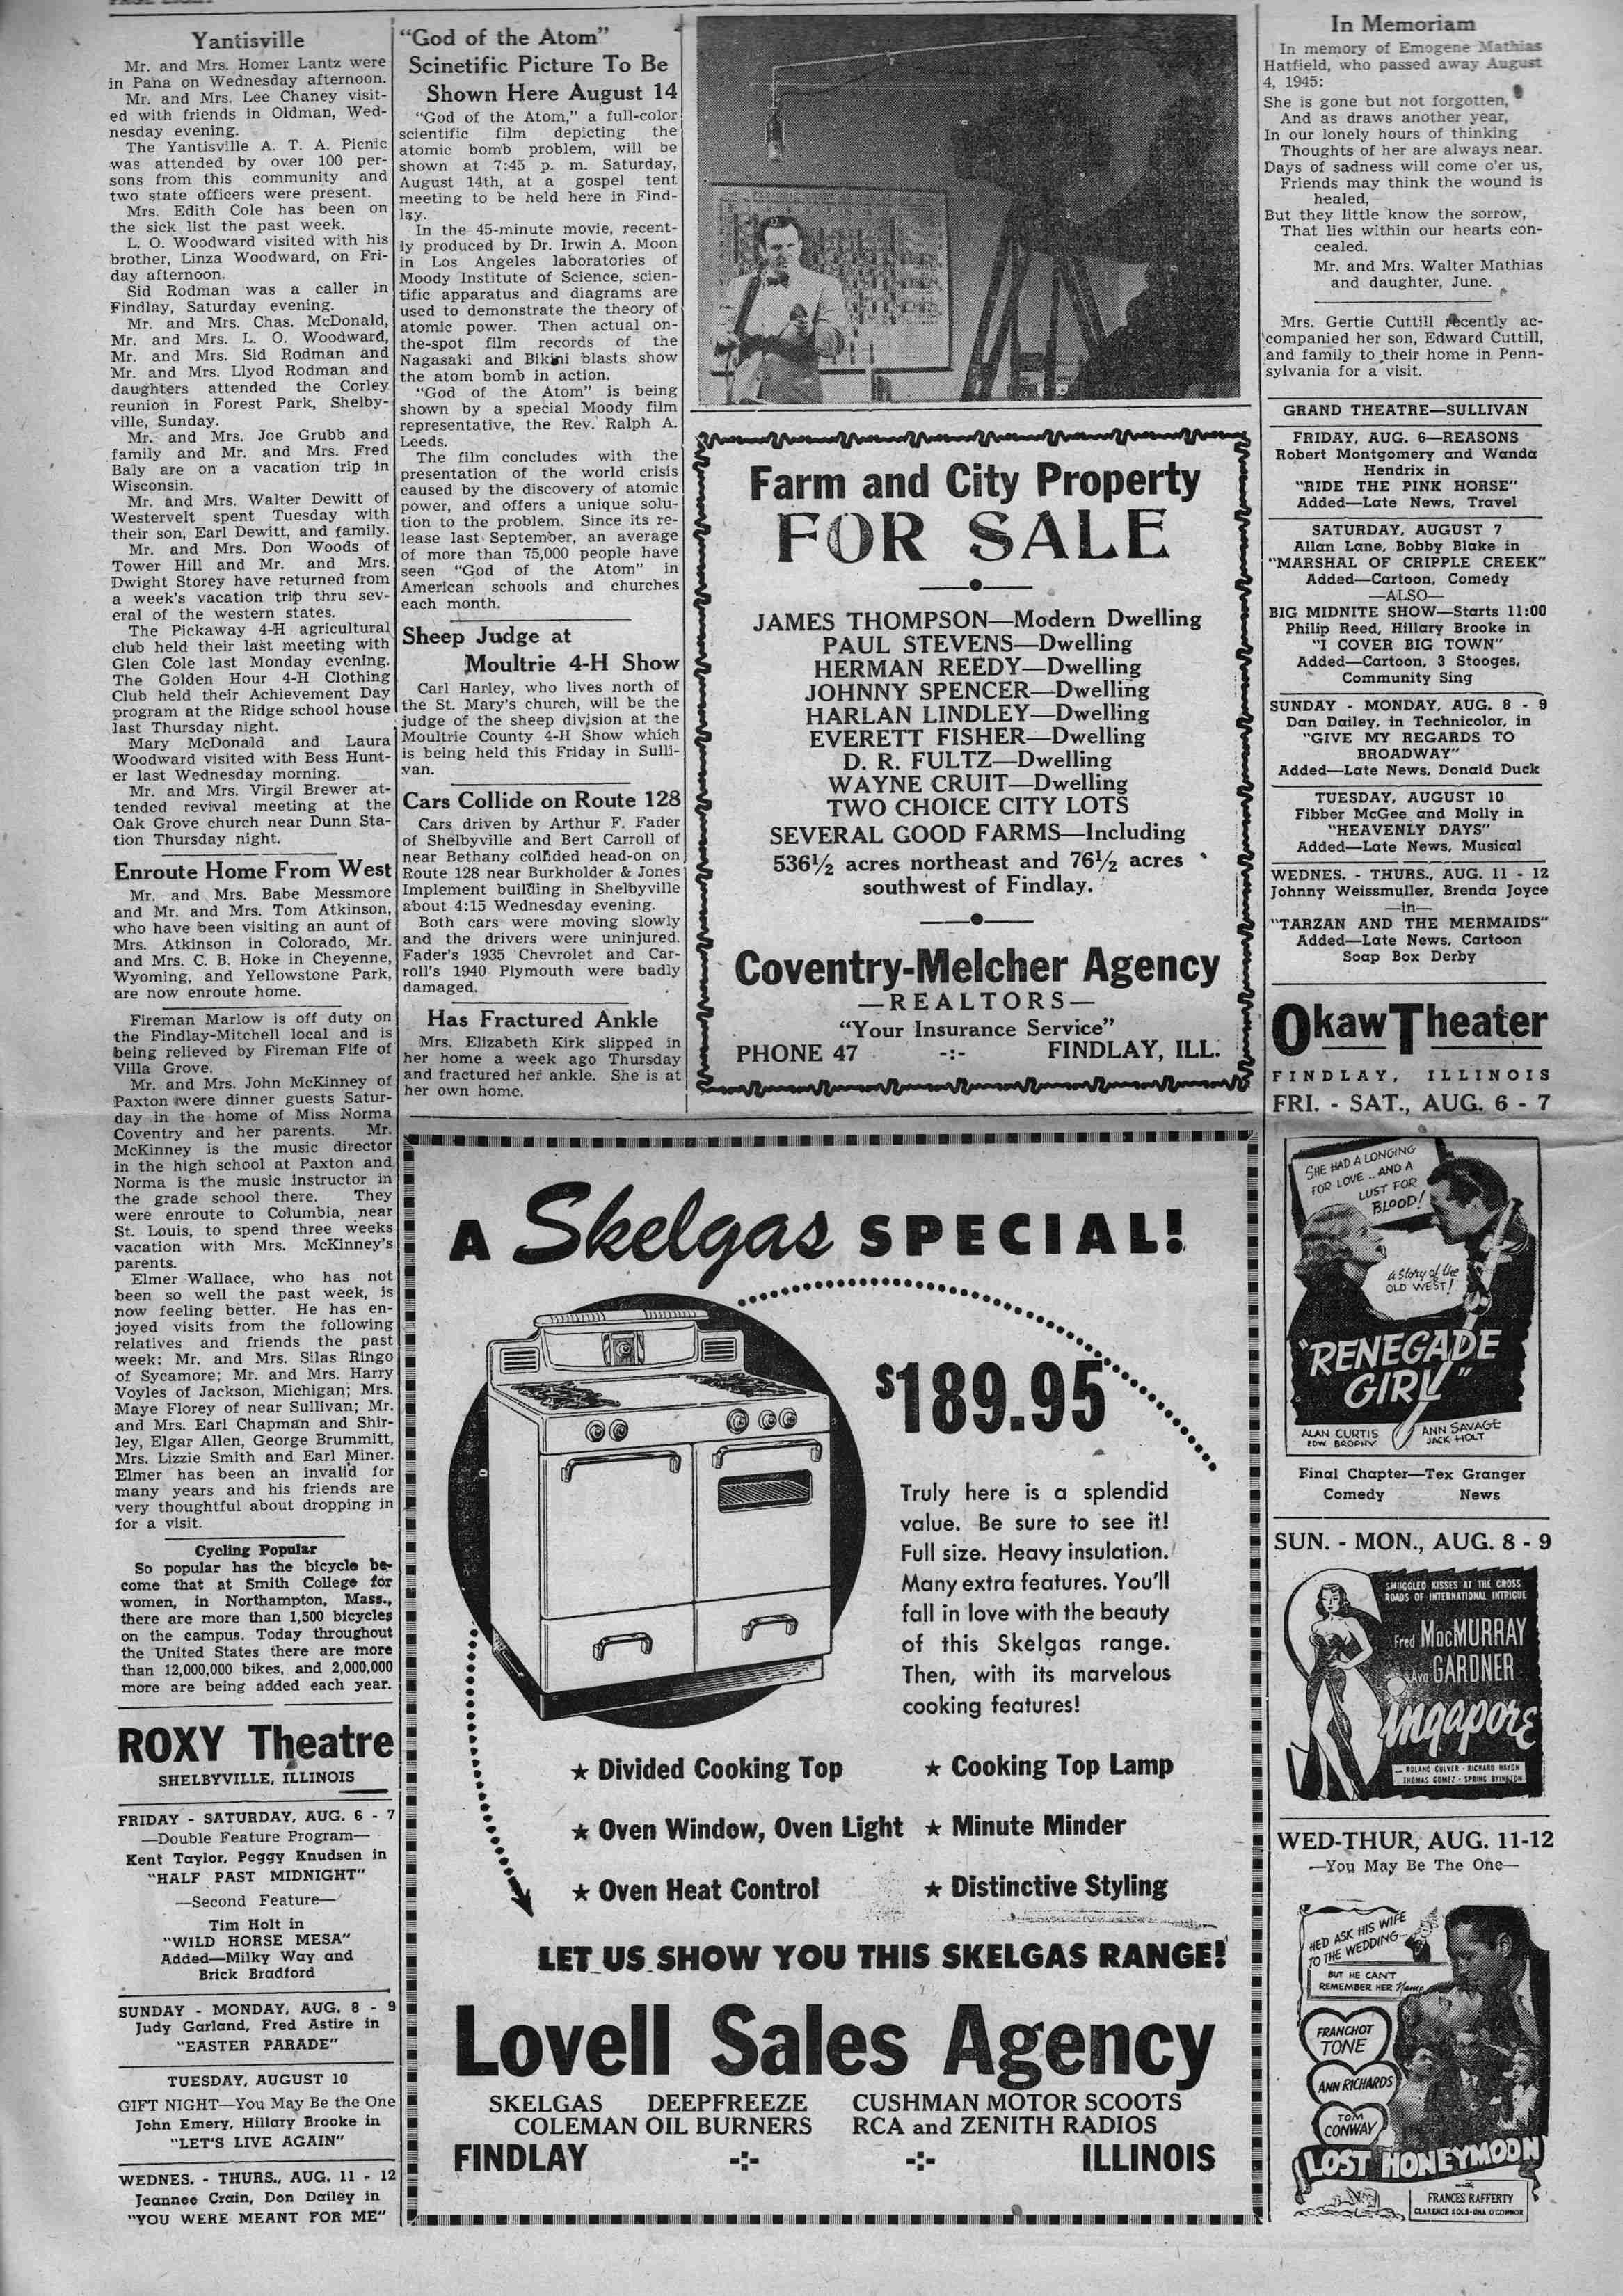 PAGE EIGHT
Yantisville
Mr. and Mrs. Homer Lantz were
in Pana on Wednesday afternoon.
Mr. and Mrs. Lee Chaney visit-
ed with friends in Oldman, Wed-
nesday evening.
The Yantisville A. T. A. Picnic
was attended by over 100 per-
sons from this community and
two state officers were present.
Mrs. Edith Cole has been on
the sick list the past week.
L. O. Woodward visited with his
brother, Linza Woodward, on Fri-
day afternoon.
Sid Rodman was a caller in
Findlay, Saturday evening.
Mr. and Mrs. Chas. McDonald,
Mr. and Mrs. L. O. Woodward,
Mr. and Mrs. Sid Rodman and
Mr. and Mrs. Llyod Rodman and
daughters attended the Corley
reunion in Forest Park, Shelby-
ville, Sunday.
Mr. and Mrs. Joe Grubb and
family and Mr. and Mrs. Fred
Baly are on a vacation trip in
Wisconsin.
Mr. and Mrs. Walter Dewitt of
Westervelt spent Tuesday with
their son, Earl Dewitt, and family.
Mr. and Mrs. Don Woods of
Tower Hill and Mr. and Mrs.
Dwight Storey have returned from
a week's vacation trip thru sev-
eral of the western states.
The Pickaway 4-H agricultural
club held their last meeting with
Glen Cole last Monday evening.
The Golden Hour 4-H Clothing
Club held their Achievement Day
program at the Ridge school house
last Thursday night.
Mary McDonald and Laura
Woodward visited with Bess Hunt-
er last Wednesday morning.
Mr. and Mrs. Virgil Brewer at-
tended revival meeting at the
Oak Grove church near Dunn Sta-
tion Thursday night.
Enroute Home From West
Mr. and Mrs. Babe Messmore
and Mr. and Mrs. Tom Atkinson,
who have been visiting an aunt of
Mrs. Atkinson in Colorado, Mr.
and Mrs. C. B. Hoke in Cheyenne,
Wyoming, and Yellowstone Park,
are now enroute home.
Fireman Marlow is off duty on
the Findlay-Mitchell local and is
being relieved by Fireman Fife of
Villa Grove.
Mr. and Mrs. John McKinney of
Paxton were dinner guests Satur-
day in the home of Miss Norma
Coventry and her parents. Mr.
McKinney is the music director
in the high school at Paxton and
Norma is the music instructor in
the grade school there. They
were enroute to Columbia, near
St. Louis, to spend three weeks
vacation with Mrs. McKinney's
parents.
Elmer Wallace, who has not
been so well the past week, is
now feeling better. He has en-
joyed visits from the following
relatives and friends the past
week: Mr. and Mrs. Silas Ringo
of Sycamore; Mr. and Mrs. Harry
Voyles of Jackson, Michigan; Mrs.
Maye Florey of near Sullivan; Mr.
and Mrs. Earl Chapman and Shir-
ley, Elgar Allen, George Brummitt,
Mrs. Lizzie Smith and Earl Miner.
Elmer has been an invalid for
many years and his friends are
very thoughtful about dropping in
for a visit.
Cycling Popular
So popular has the bicycle be-
come that at Smith College for
women, in Northampton, Mass.,
there are more than 1,500 bicycles
on the campus. Today throughout
the United States there are more
than 12,000,000 bikes, and 2,000,000
more are being added each year.
ROXY Theatre
SHELBYVILLE, ILLINOIS
FRIDAY - SATURDAY, AUG. 6 - 7
—Double Feature Program—
Kent Taylor, Peggy Knudsen in
"HALF PAST MIDNIGHT"
—Second Feature—
Tim Holt in
"WILD HORSE MESA"
Added—Milky Way and
Brick Bradford
SUNDAY - MONDAY, AUG. 8 - 9
Judy Garland, Fred Astire in
"EASTER PARADE"
TUESDAY, AUGUST 10
GIFT NIGHT—You May Be the One
John Emery, Hillary Brooke in
"LET'S LIVE AGAIN"
WEDNES. - THURS., AUG. 11 - 12
Jeannee Crain, Don Dailey in
"YOU WERE MEANT FOR ME"
"God of the Atom"
Scinetific Picture To Be
Shown Here August 14
"God of the Atom," a full-color
scientific film depicting the
atomic bomb problem, will be
shown at 7:45 p. m. Saturday,
August 14th, at a gospel tent
meeting to be held here in Find-
lay.
In the 45-minute movie, recent-
ly produced by Dr. Irwin A. Moon
in Los Angeles laboratories of
Moody Institute of Science, scien-
tific apparatus and diagrams are
used to demonstrate the theory of
atomic power. Then actual on-
the-spot film records of the
Nagasaki and Bikini blasts show
the atom bomb in action.
"God of the Atom" is being
shown by a special Moody film
representative, the Rev. Ralph A.
Leeds.
The film concludes with the
presentation of the world crisis
caused by the discovery of atomic
power, and offers a unique solu-
tion to the problem. Since its re-
lease last September, an average
of more than 75,000 people have
seen "God of the Atom" in
American schools and churches
each month.
Sheep Judge at
Moultrie 4-H Show
Carl Harley, who lives north of
the St. Mary's church, will be the
judge of the sheep division at the
Moultrie County 4-H Show which
is being held this Friday in Sulli-
van.
Cars Collide on Route 128
Cars driven by Arthur F. Fader
of Shelbyville and Bert Carroll of
near Bethany collided head-on on
Route 128 near Burkholder & Jones
Implement building in Shelbyville
about 4:15 Wednesday evening.
Both cars were moving slowly
and the drivers were uninjured.
Fader's 1935 Chevrolet and Car-
roll's 1940 Plymouth were badly
damaged.
Has Fractured Ankle
Mrs. Elizabeth Kirk slipped in
her home a week ago Thursday
and fractured her ankle. She is at
her own home.
Farm and City Property
FOR SALE
JAMES THOMPSON—Modern Dwelling
PAUL STEVENS—Dwelling
HERMAN REEDY—Dwelling
JOHNNY SPENCER—Dwelling
HARLAN LINDLEY—Dwelling
EVERETT FISHER—Dwelling
D. R. FULTZ—Dwelling
WAYNE CRUIT—Dwelling
TWO CHOICE CITY LOTS
SEVERAL GOOD FARMS—Including
536½ acres northeast and 76½ acres
southwest of Findlay.
Coventry-Melcher Agency
—REALTORS—
"Your Insurance Service"
PHONE 47 -:- FINDLAY, ILL.
A Skelgas SPECIAL!
$189.95
Truly here is a splendid
value. Be sure to see it!
Full size. Heavy insulation.
Many extra features. You'll
fall in love with the beauty
of this Skelgas range.
Then, with its marvelous
cooking features!
★ Divided Cooking Top ★ Cooking Top Lamp
★ Oven Window, Oven Light ★ Minute Minder
★ Oven Heat Control ★ Distinctive Styling
LET US SHOW YOU THIS SKELGAS RANGE!
Lovell Sales Agency
SKELGAS DEEPFREEZE CUSHMAN MOTOR SCOOTS
COLEMAN OIL BURNERS RCA and ZENITH RADIOS
FINDLAY -:- -:- ILLINOIS
In Memoriam
In memory of Emogene Mathias
Hatfield, who passed away August
4, 1945:
She is gone but not forgotten,
And as draws another year,
In our lonely hours of thinking
Thoughts of her are always near.
Days of sadness will come o'er us,
Friends may think the wound is
healed,
But they little know the sorrow,
That lies within our hearts con-
cealed.
Mr. and Mrs. Walter Mathias
and daughter, June.
Mrs. Gertie Cuttill recently ac-
companied her son, Edward Cuttill,
and family to their home in Penn-
sylvania for a visit.
GRAND THEATRE—SULLIVAN
FRIDAY, AUG. 6—REASONS
Robert Montgomery and Wanda
Hendrix in
"RIDE THE PINK HORSE"
Added—Late News, Travel
SATURDAY, AUGUST 7
Allan Lane, Bobby Blake in
"MARSHAL OF CRIPPLE CREEK"
Added—Cartoon, Comedy
—ALSO—
BIG MIDNITE SHOW—Starts 11:00
Philip Reed, Hillary Brooke in
"I COVER BIG TOWN"
Added—Cartoon, 3 Stooges,
Community Sing
SUNDAY - MONDAY, AUG. 8 - 9
Dan Dailey, in Technicolor, in
"GIVE MY REGARDS TO
BROADWAY"
Added—Late News, Donald Duck
TUESDAY, AUGUST 10
Fibber McGee and Molly in
"HEAVENLY DAYS"
Added—Late News, Musical
WEDNES. - THURS., AUG. 11 - 12
Johnny Weissmuller, Brenda Joyce
—in—
"TARZAN AND THE MERMAIDS"
Added—Late News, Cartoon
Soap Box Derby
Okaw Theater
FINDLAY, ILLINOIS
FRI. - SAT., AUG. 6 - 7
SHE HAD A LONGING
FOR LOVE... AND A
LUST FOR
BLOOD!
a Story of the
OLD WEST!
"RENEGADE
GIRL"
ALAN CURTIS ANN SAVAGE
EDW. BROPHY JACK HOLT
Final Chapter—Tex Granger
Comedy News
SUN. - MON., AUG. 8 - 9
SMUGGLED KISSES AT THE CROSS
ROADS OF INTERNATIONAL INTRIGUE
Fred MacMURRAY
Ava GARDNER
Singapore
ROLAND CULVER - RICHARD HAYDN
THOMAS GOMEZ - SPRING BYINGTON
WED-THUR, AUG. 11-12
—You May Be The One—
HE'D ASK HIS WIFE
TO THE WEDDING...
BUT HE CAN'T
REMEMBER HER Name
FRANCHOT
TONE
ANN RICHARDS
TOM
CONWAY
LOST HONEYMOON
with
FRANCES RAFFERTY
CLARENCE KOLB - UNA O'CONNOR